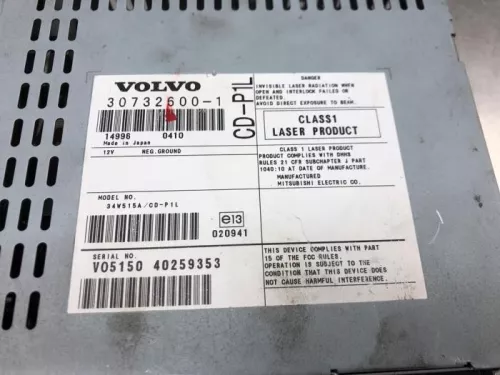 VOLVO
30732600-1
14996 0410
Made in Japan
12V NEG.GROUND
MODEL NO.
34W515A/CD-P1L
e13
020941
SERIAL NO.
V05150 40259353
CD-P1L
DANGER
INVISIBLE LASER RADIATION WHEN
OPEN AND INTERLOCK FAILED OR
DEFEATED.
AVOID DIRECT EXPOSURE TO BEAM.
CLASS1
LASER PRODUCT
CLASS 1 LASER PRODUCT
PRODUCT COMPLIES WITH DHHS
RULES 21 CFR SUBCHAPTER J PART
1040:10 AT DATE OF MANUFACTURE.
MANUFACTURED
MITSUBISHI ELECTRIC CO.
THIS DEVICE COMPLIES WITH PART
15 OF THE FCC RULES.
OPERATION IS SUBJECT TO THE
CONDITION THAT THIS DEVICE DOES
NOT CAUSE HARMFUL INTERFERENCE.